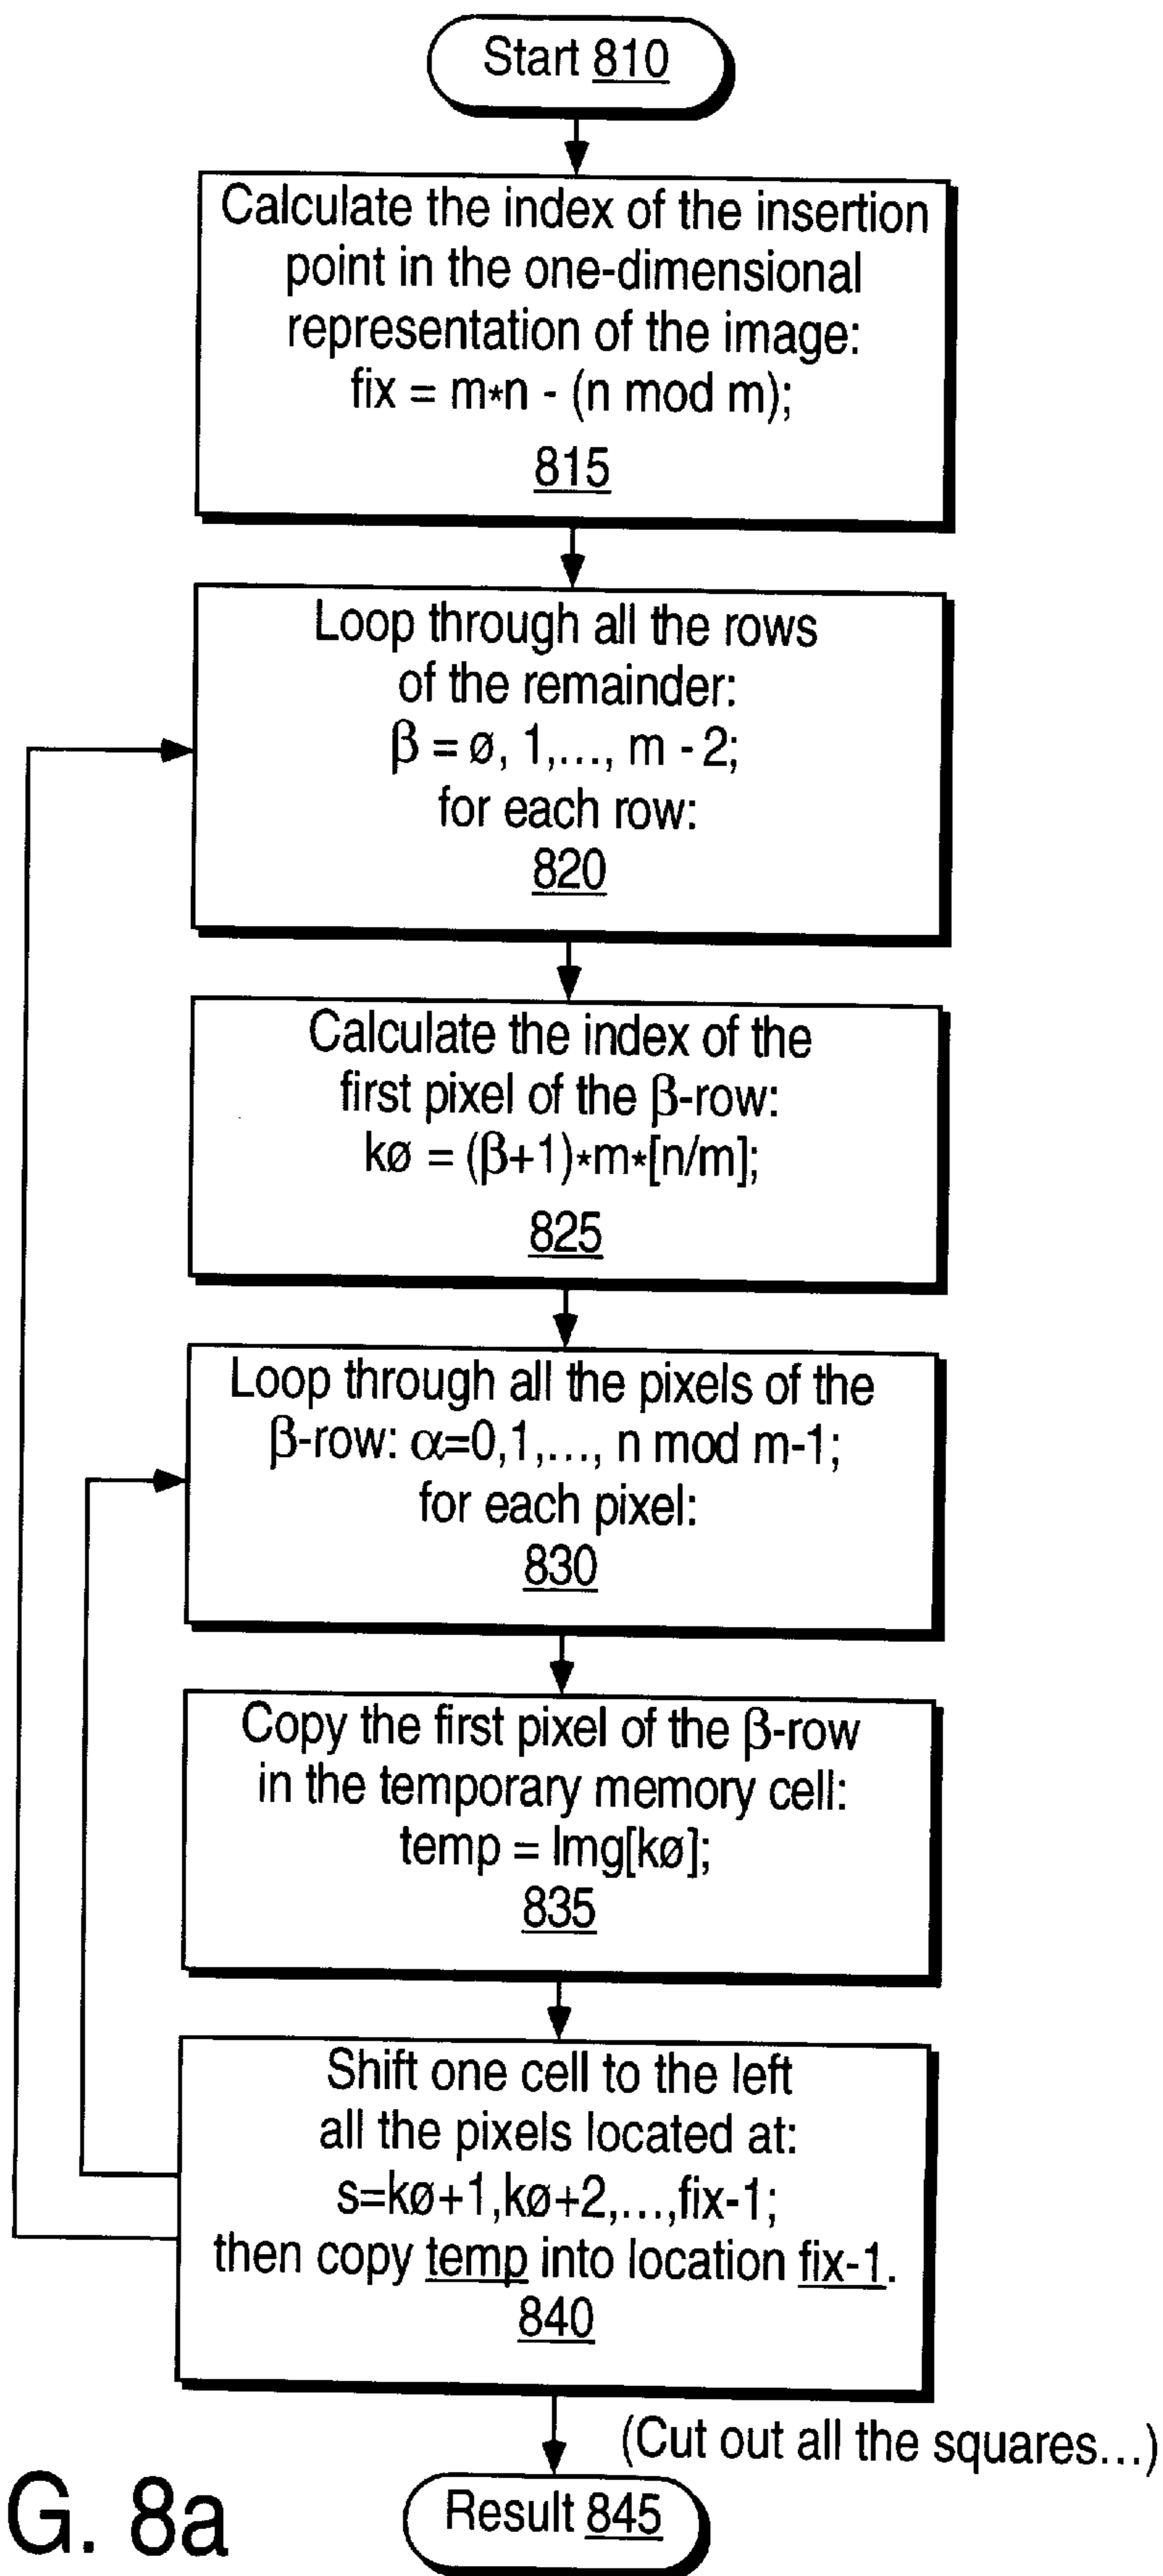 Start 810
Calculate the index of the insertion
point in the one-dimensional
representation of the image:
fix = m*n - (n mod m);
815
Loop through all the rows
of the remainder:
β = ø, 1,..., m - 2;
for each row:
820
Calculate the index of the
first pixel of the β-row:
kø = (β+1)*m*[n/m];
825
Loop through all the pixels of the
β-row: α=0,1,..., n mod m-1;
for each pixel:
830
Copy the first pixel of the β-row
in the temporary memory cell:
temp = Img[kø];
835
Shift one cell to the left
all the pixels located at:
s=kø+1,kø+2,...,fix-1;
then copy temp into location fix-1.
840
(Cut out all the squares...)
Result 845
G. 8a